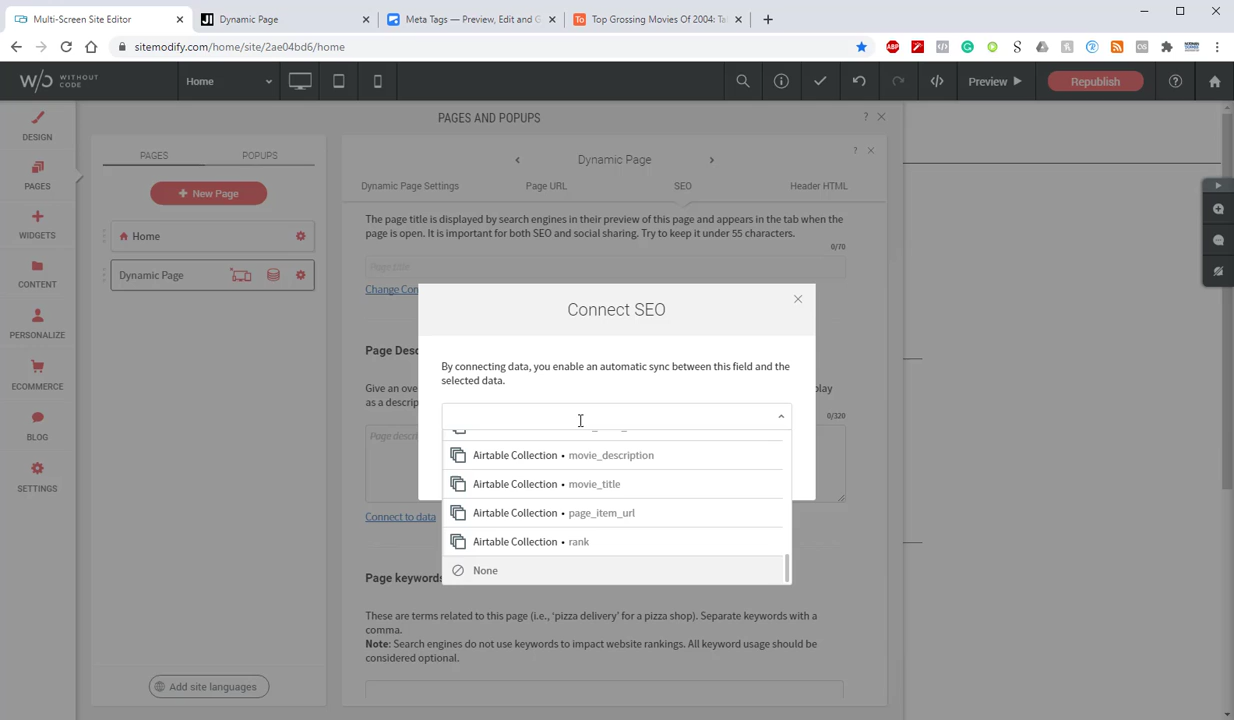 Multi-Screen Site Editor
Dynamic Page
Meta Tags — Preview, Edit and G
To
Top Grossing Movies Of 2004: Ta
sitemodify.com/home/site/2ae04bd6/home
ABP
WITHOUT
CODE
Home
Preview
Republish
DESIGN
PAGES
WIDGETS
CONTENT
PERSONALIZE
ECOMMERCE
BLOG
SETTINGS
PAGES AND POPUPS
?
PAGES
POPUPS
New Page
Home
Dynamic Page
Add site languages
Dynamic Page
?
Dynamic Page Settings
Page URL
SEO
Header HTML
The page title is displayed by search engines in their preview of this page and appears in the tab when the
page is open. It is important for both SEO and social sharing. Try to keep it under 55 characters.
0/70
Page title
Change Con
Page Desc
Give an ove
as a descrip
play
0/320
Page descri
Connect to data
Page keywords
These are terms related to this page (i.e., 'pizza delivery' for a pizza shop). Separate keywords with a
comma.
Note: Search engines do not use keywords to impact website rankings. All keyword usage should be
considered optional.
Connect SEO
By connecting data, you enable an automatic sync between this field and the
selected data.
Airtable Collection • movie_description
Airtable Collection • movie_title
Airtable Collection • page_item_url
Airtable Collection • rank
None